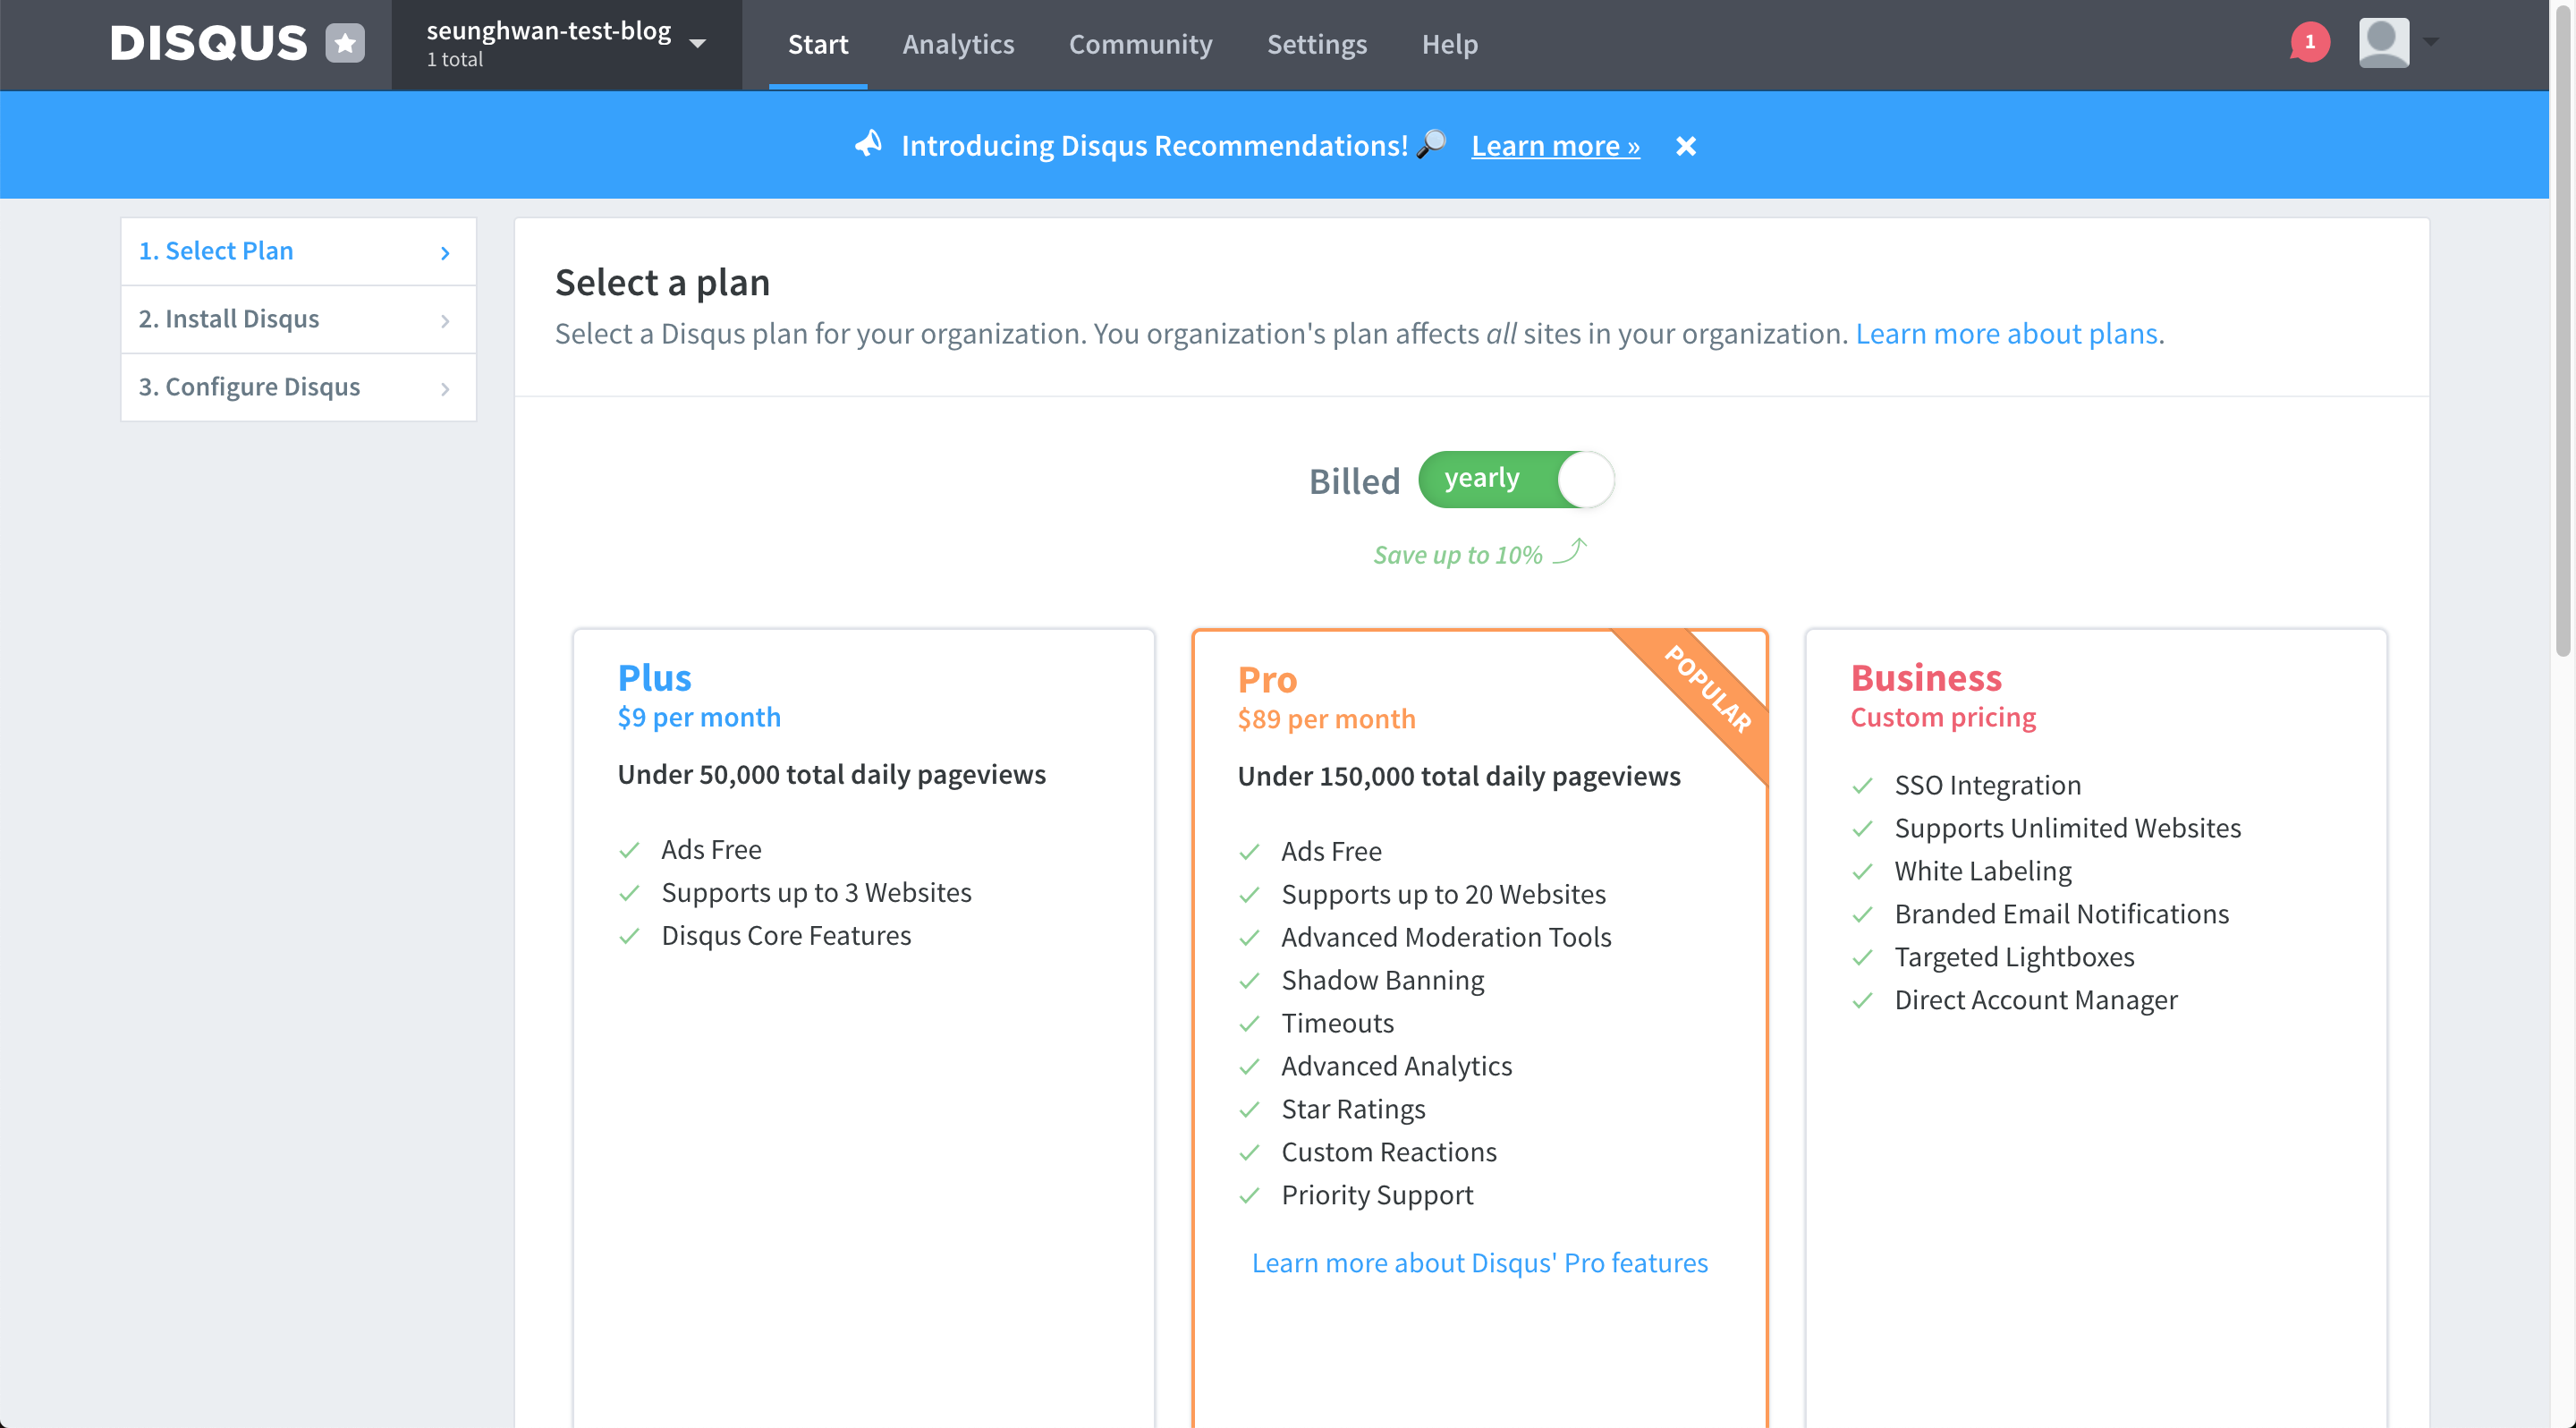 DISQUS
seunghwan-test-blog
1 total
Start
Analytics
Community
Settings
Help
1
Introducing Disqus Recommendations! Learn more »
1. Select Plan
2. Install Disqus
3. Configure Disqus
Select a plan
Select a Disqus plan for your organization. You organization's plan affects all sites in your organization. Learn more about plans.
Billed yearly
Save up to 10%
Plus
$9 per month
Under 50,000 total daily pageviews
Ads Free
Supports up to 3 Websites
Disqus Core Features
POPULAR
Pro
$89 per month
Under 150,000 total daily pageviews
Ads Free
Supports up to 20 Websites
Advanced Moderation Tools
Shadow Banning
Timeouts
Advanced Analytics
Star Ratings
Custom Reactions
Priority Support
Learn more about Disqus' Pro features
Business
Custom pricing
SSO Integration
Supports Unlimited Websites
White Labeling
Branded Email Notifications
Targeted Lightboxes
Direct Account Manager